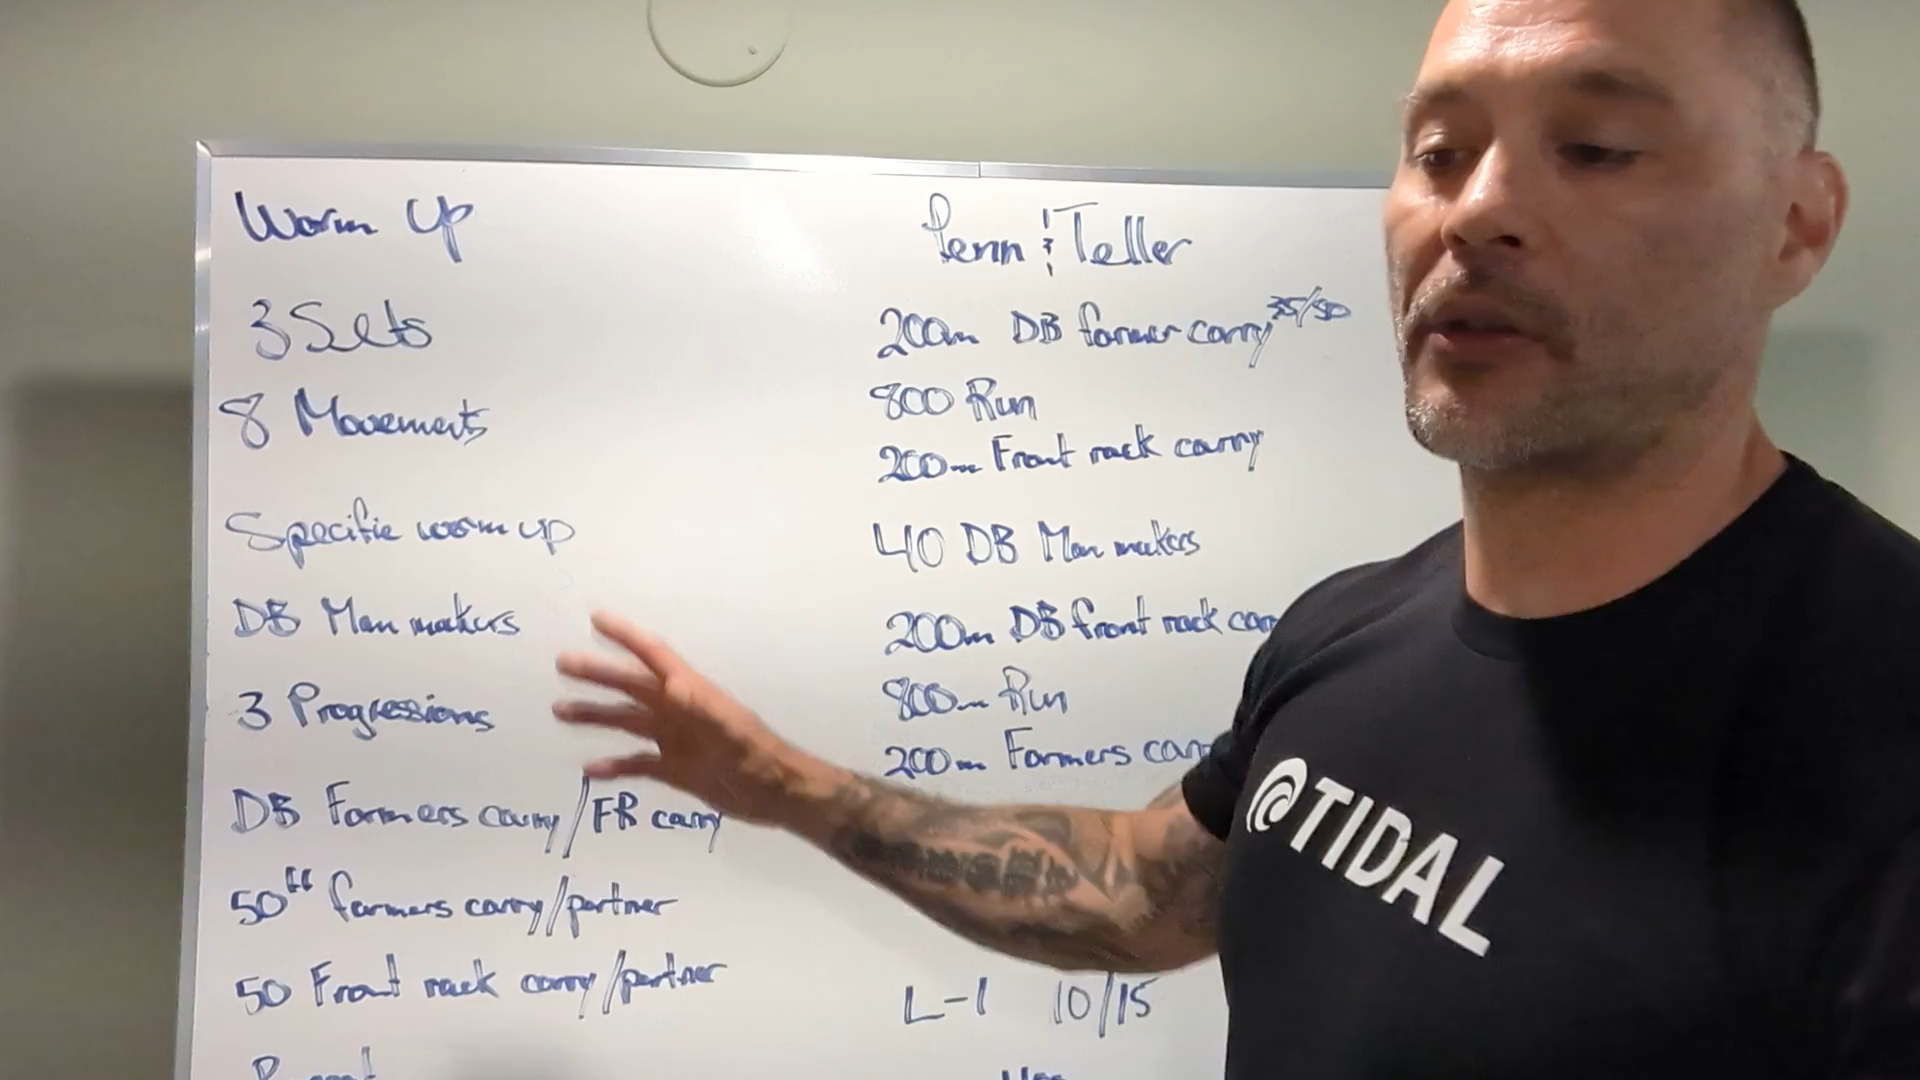 Warm Up
3 Sets
8 Movements
Specific warm up
DB Man makers
3 Progressions
DB Farmers carry/FR carry
50" farmers carry/partner
50 Front rack carry/partner
Penn & Teller
200m DB farmer carry 35/50
800 Run
200m Front rack carry
40 DB Man makers
200m DB front rack car
800m Run
200m Farmers car
L-1 10/15
@TIDAL